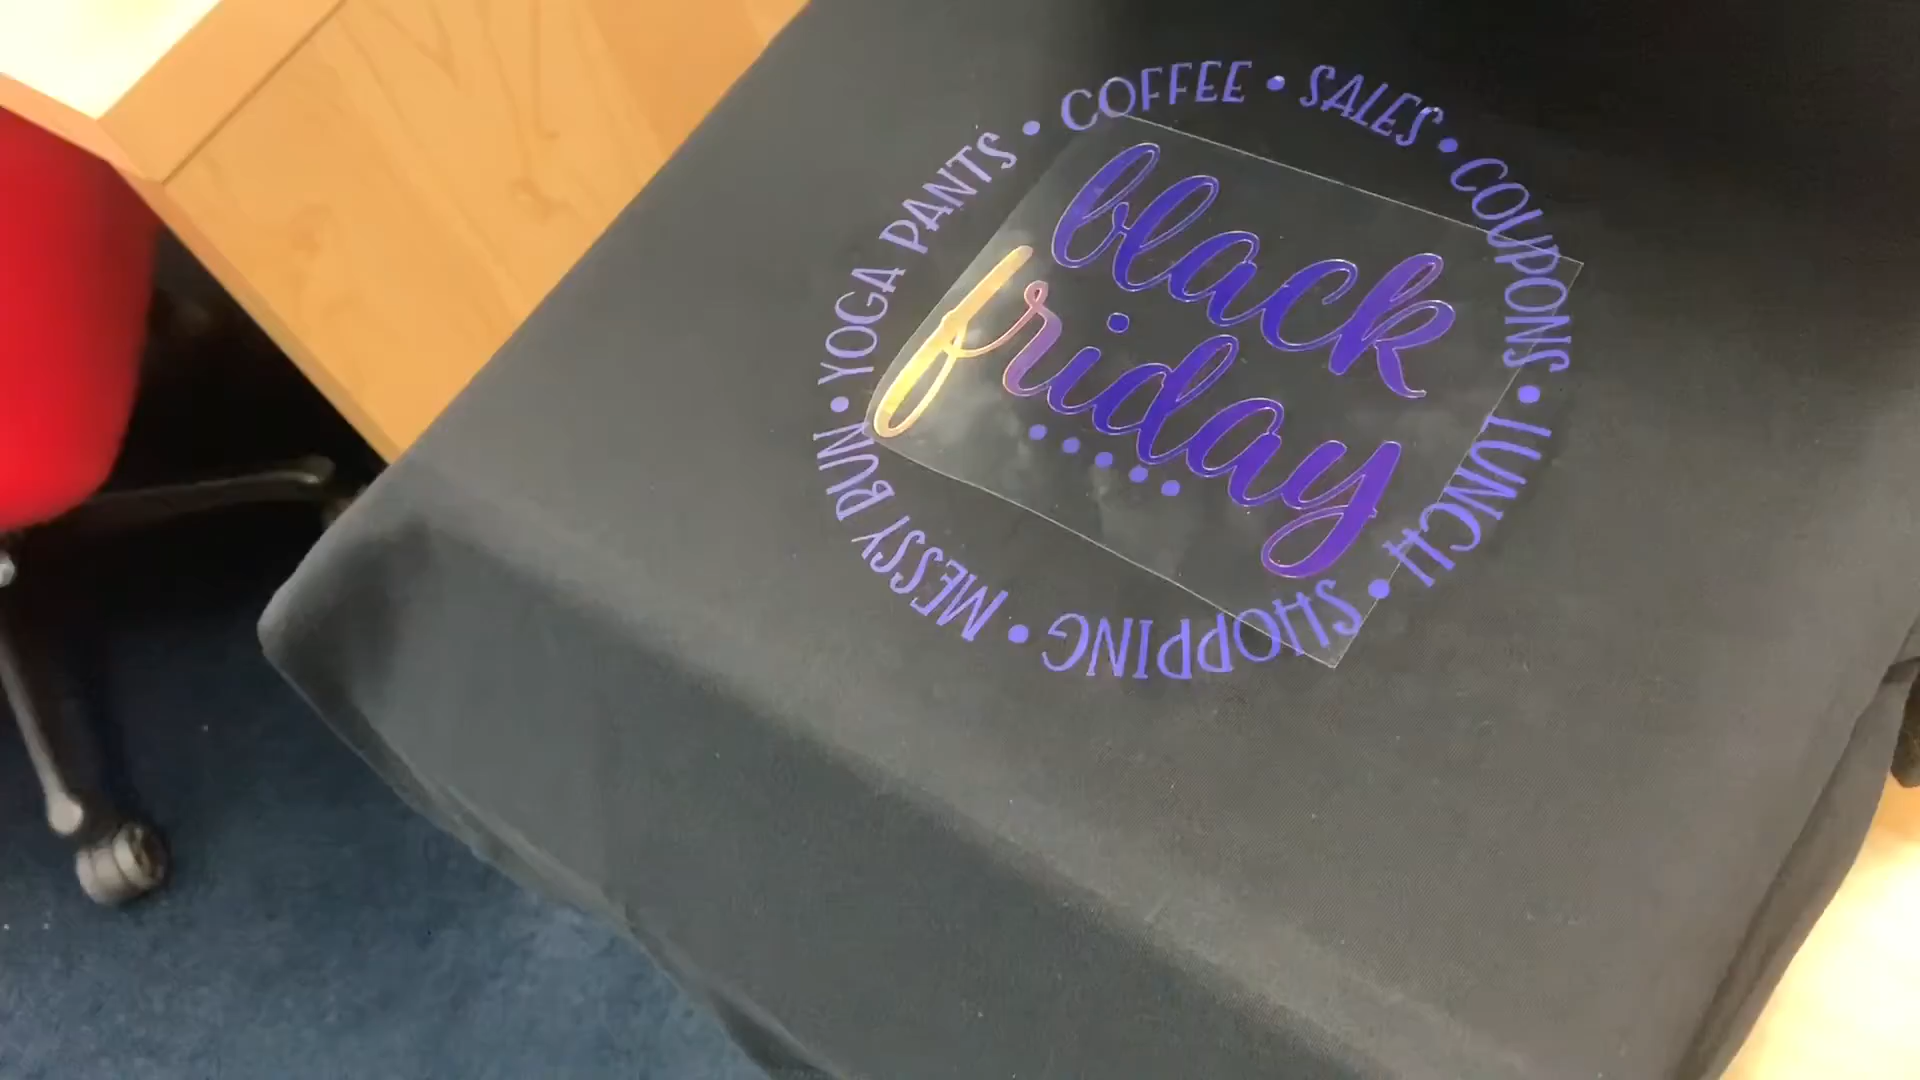 COFFEE • SALES • COUPONS • LUNCH • SHOPPING • MESSY BUN • YOGA PANTS •
black
friday